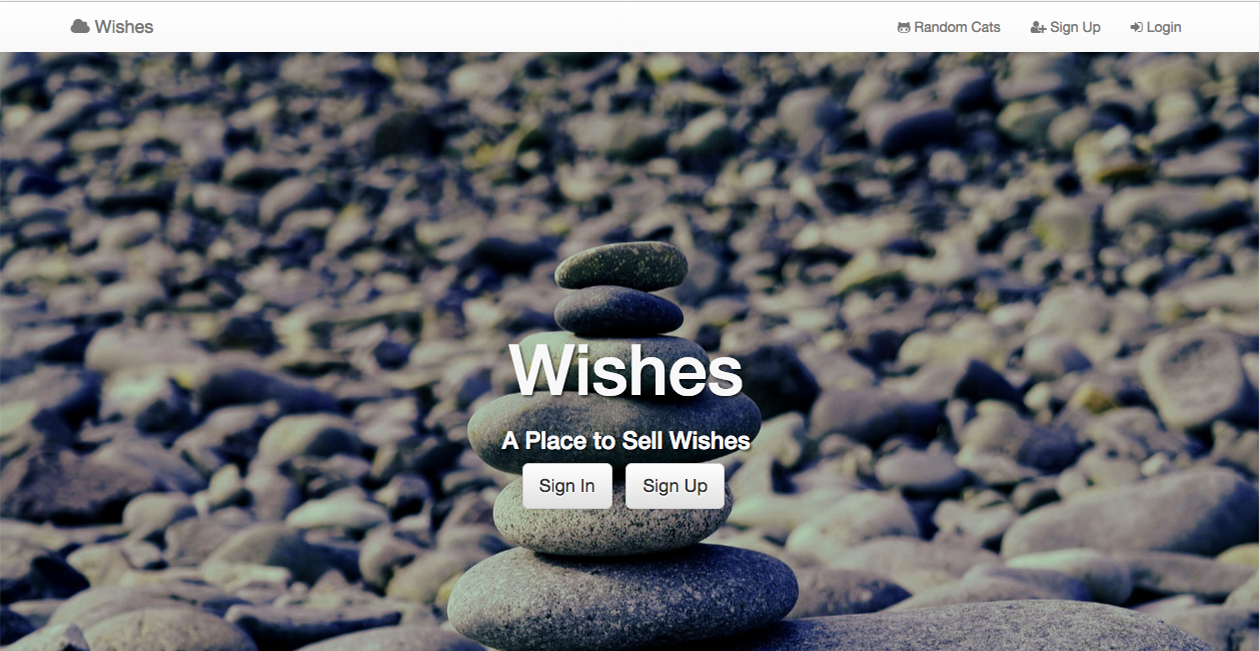 Wishes
Random Cats Sign Up Login
Wishes
A Place to Sell Wishes
Sign In Sign Up